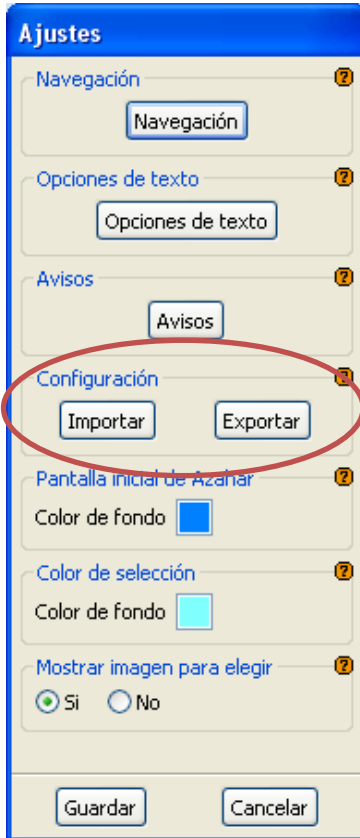 Ajustes
Navegación
Navegación
Opciones de texto
Opciones de texto
Avisos
Avisos
Configuración
Importar Exportar
Pantalla inicial de Azahar
Color de fondo
Color de selección
Color de fondo
Mostrar imagen para elegir
Si No
Guardar Cancelar